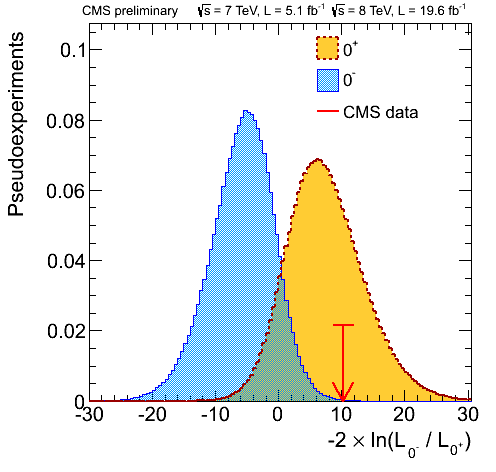 CMS preliminary √s = 7 TeV, L = 5.1 fb⁻¹ √s = 8 TeV, L = 19.6 fb⁻¹
0⁺
0⁻
CMS data
Pseudoexperiments
0.1
0.08
0.06
0.04
0.02
0
-30 -20 -10 0 10 20 30
-2 × ln(L₀- / L₀+)